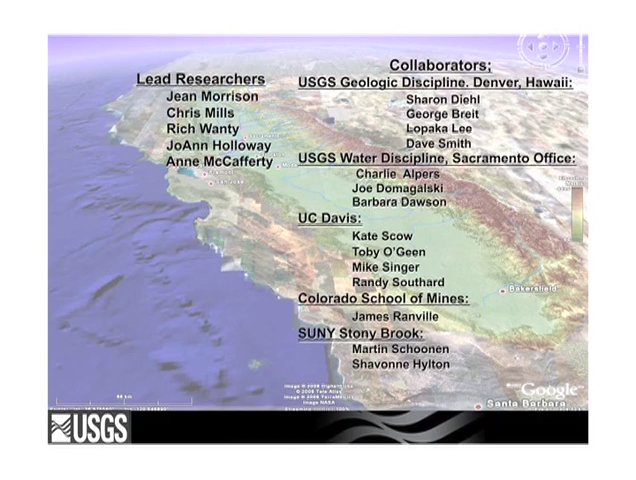 Lead Researchers
Jean Morrison
Chris Mills
Rich Wanty
JoAnn Holloway
Anne McCafferty
Collaborators:
USGS Geologic Discipline. Denver, Hawaii:
Sharon Diehl
George Breit
Lopaka Lee
Dave Smith
USGS Water Discipline, Sacramento Office:
Charlie Alpers
Joe Domagalski
Barbara Dawson
UC Davis:
Kate Scow
Toby O'Geen
Mike Singer
Randy Southard
Colorado School of Mines:
James Ranville
SUNY Stony Brook:
Martin Schoonen
Shavonne Hylton
Bakersfield
Google
Santa Barbara
USGS